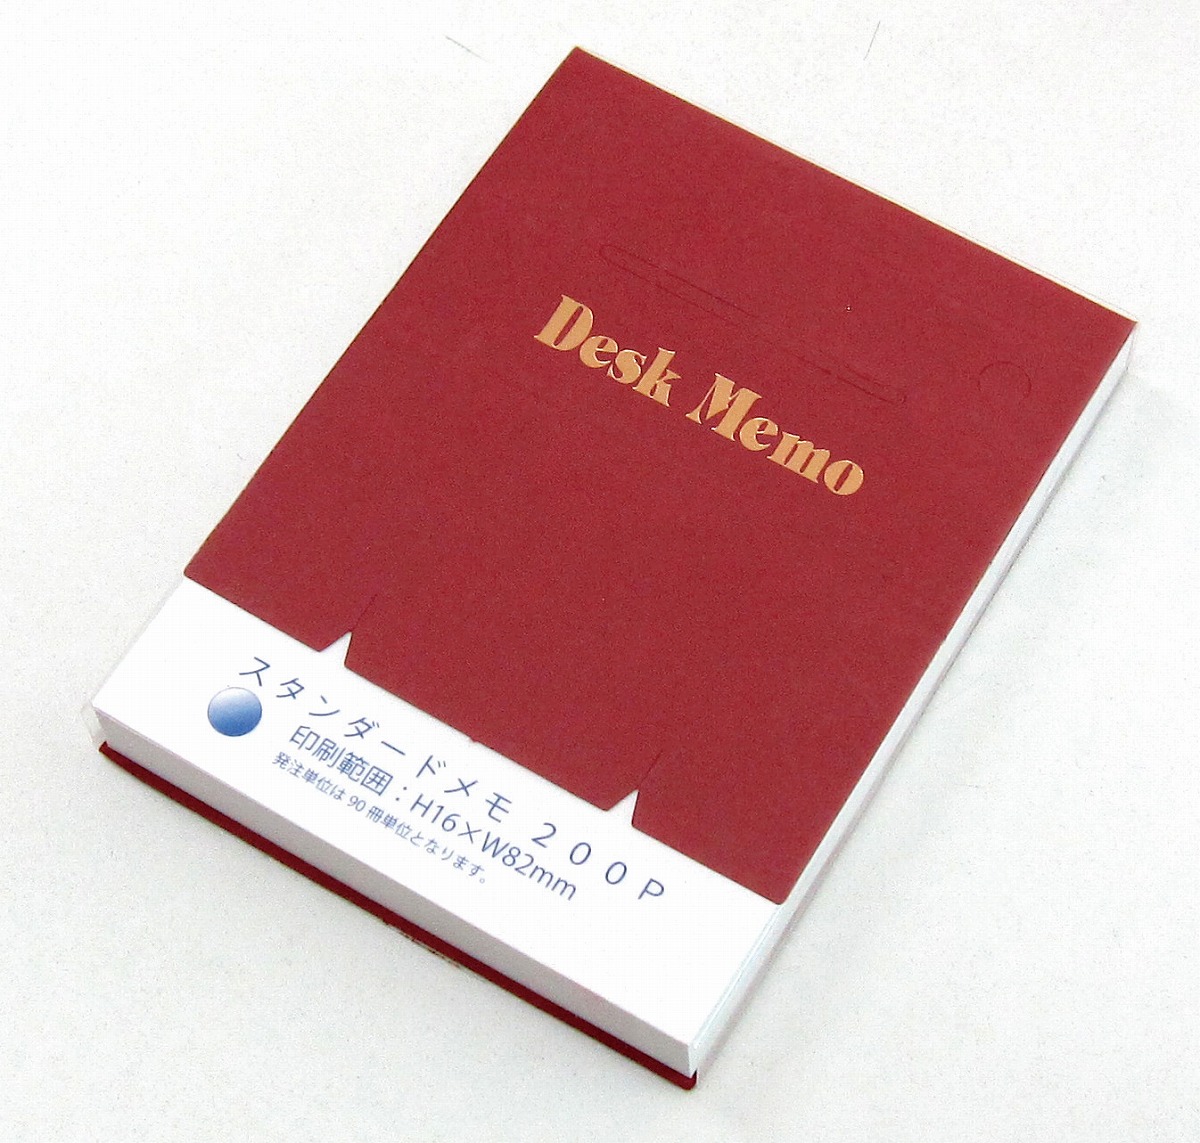 Desk Memo
スタンダードメモ 200P
印刷範囲：H16×W82mm
発注単位は90冊単位となります。